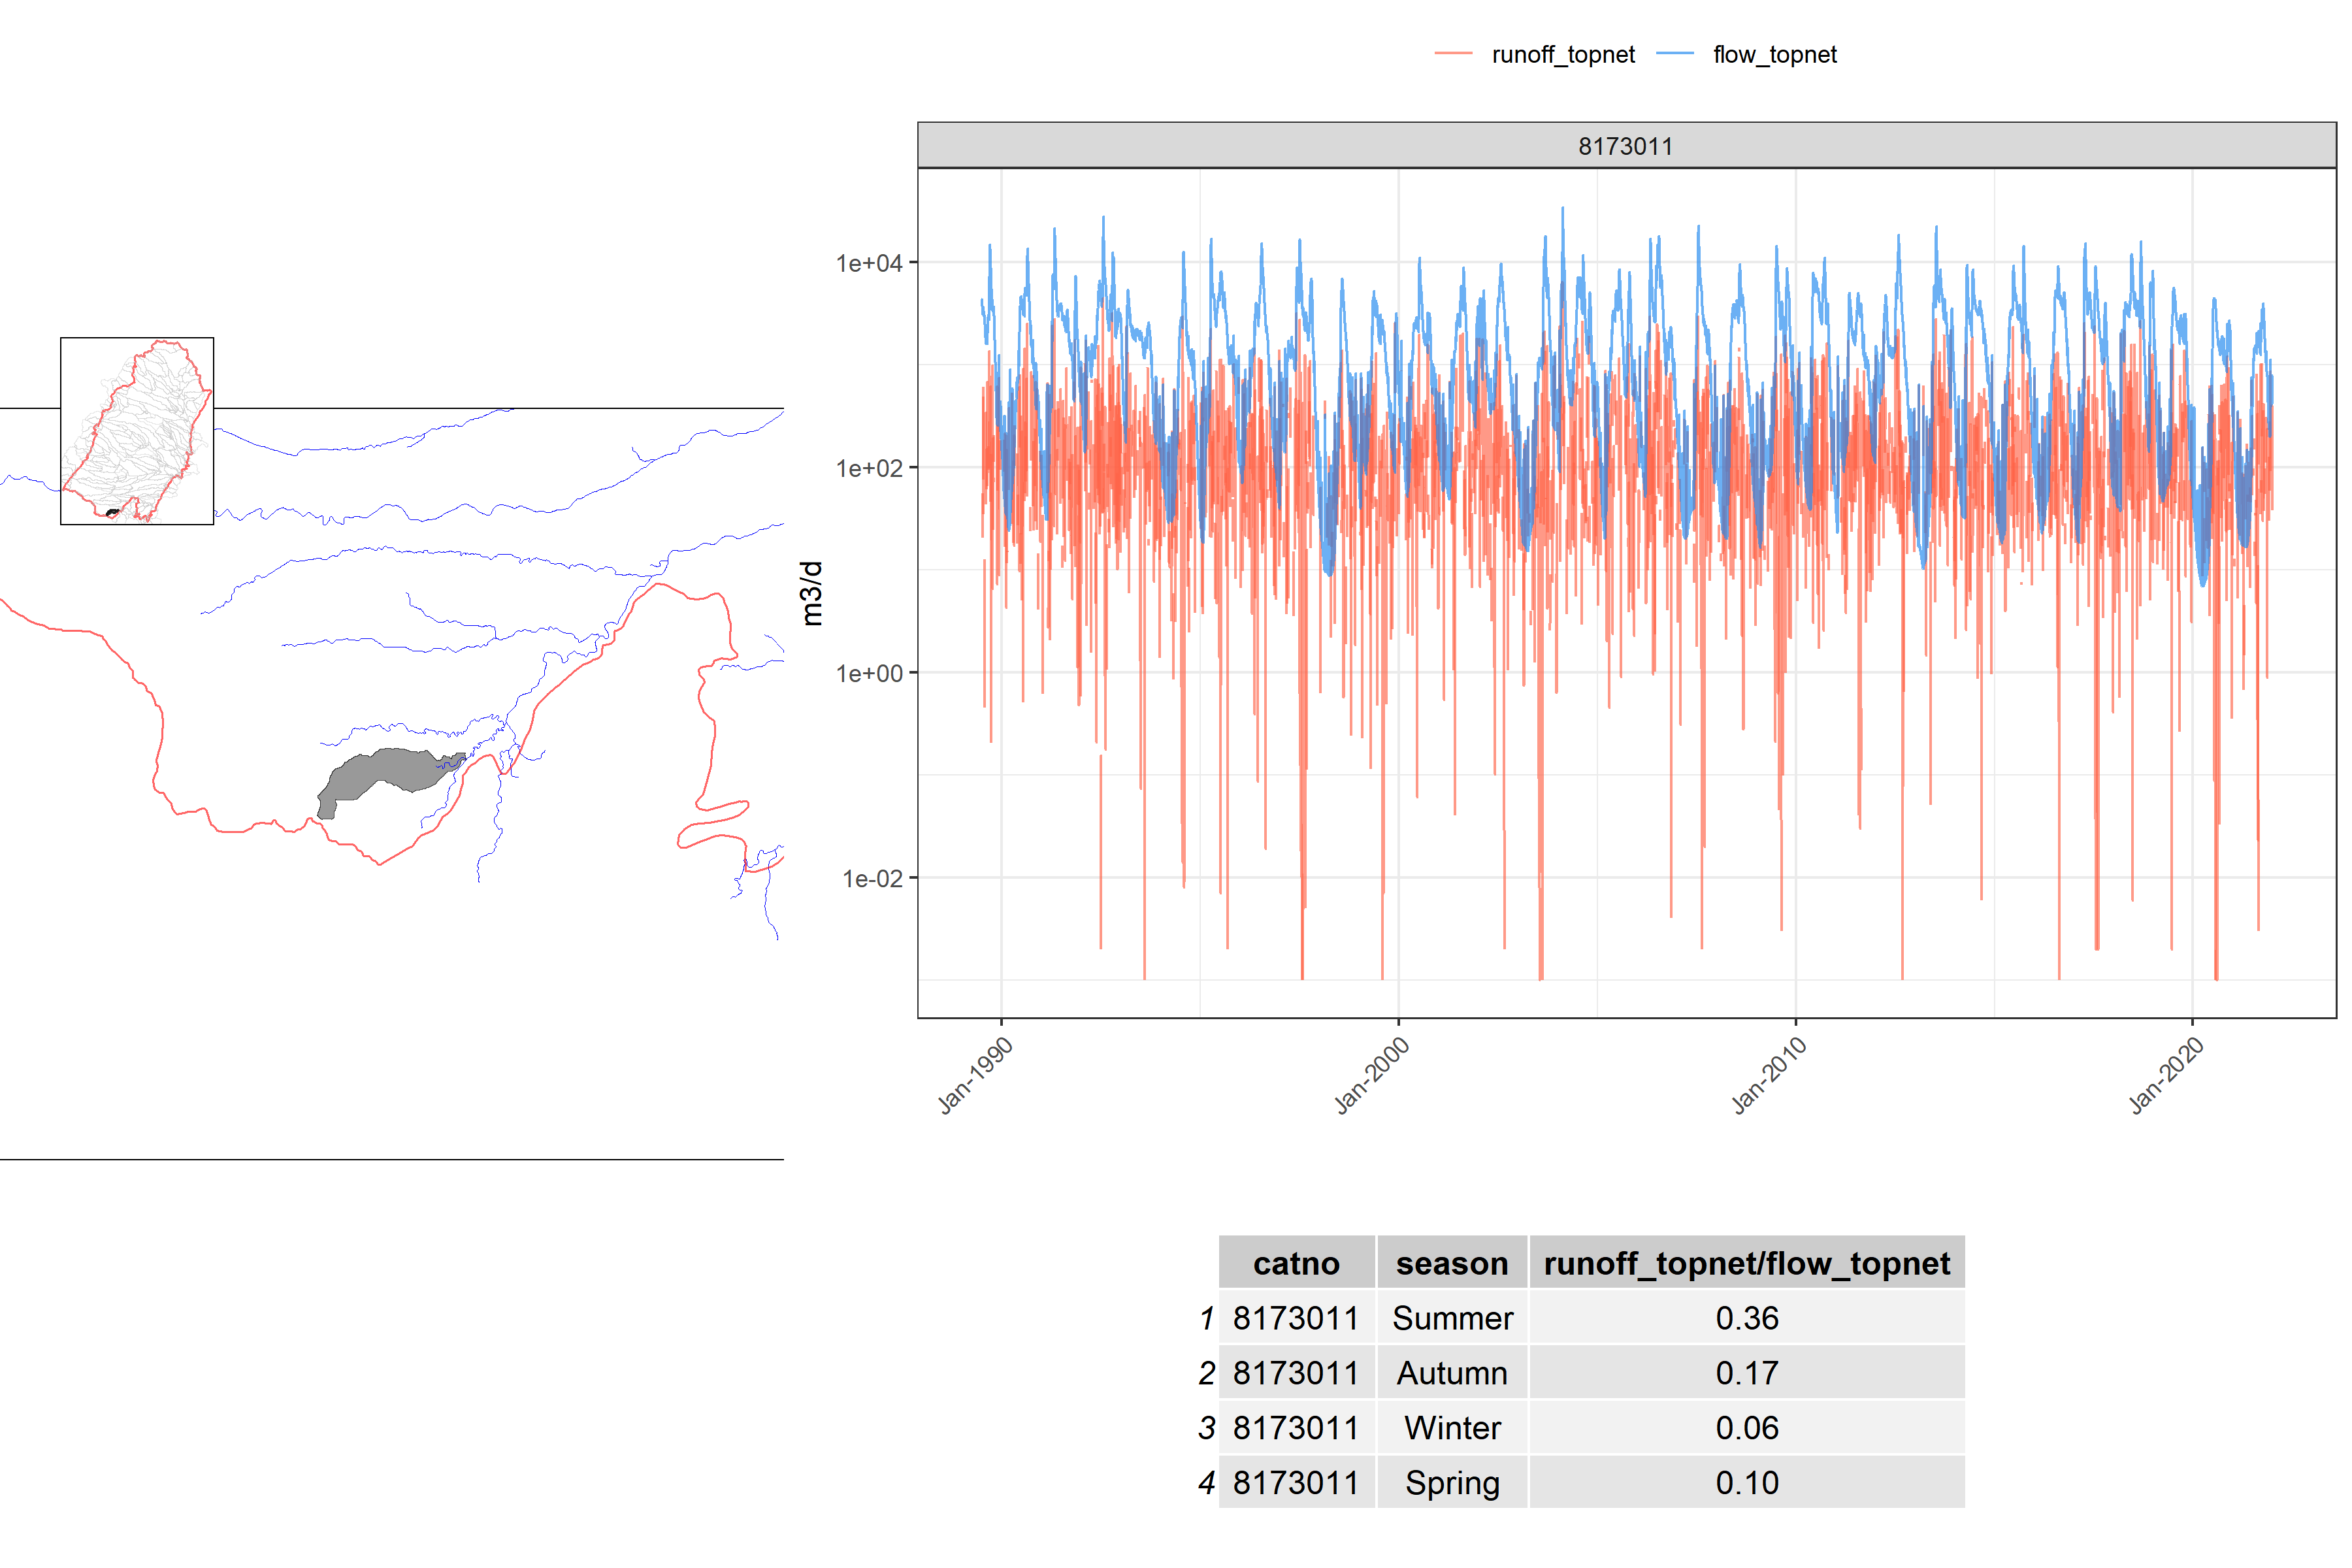 runoff_topnet flow_topnet
8173011
1e+04
1e+02
1e+00
1e-02
m3/d
Jan-1990 Jan-2000 Jan-2010 Jan-2020
catno season runoff_topnet/flow_topnet
1 8173011 Summer 0.36
2 8173011 Autumn 0.17
3 8173011 Winter 0.06
4 8173011 Spring 0.10